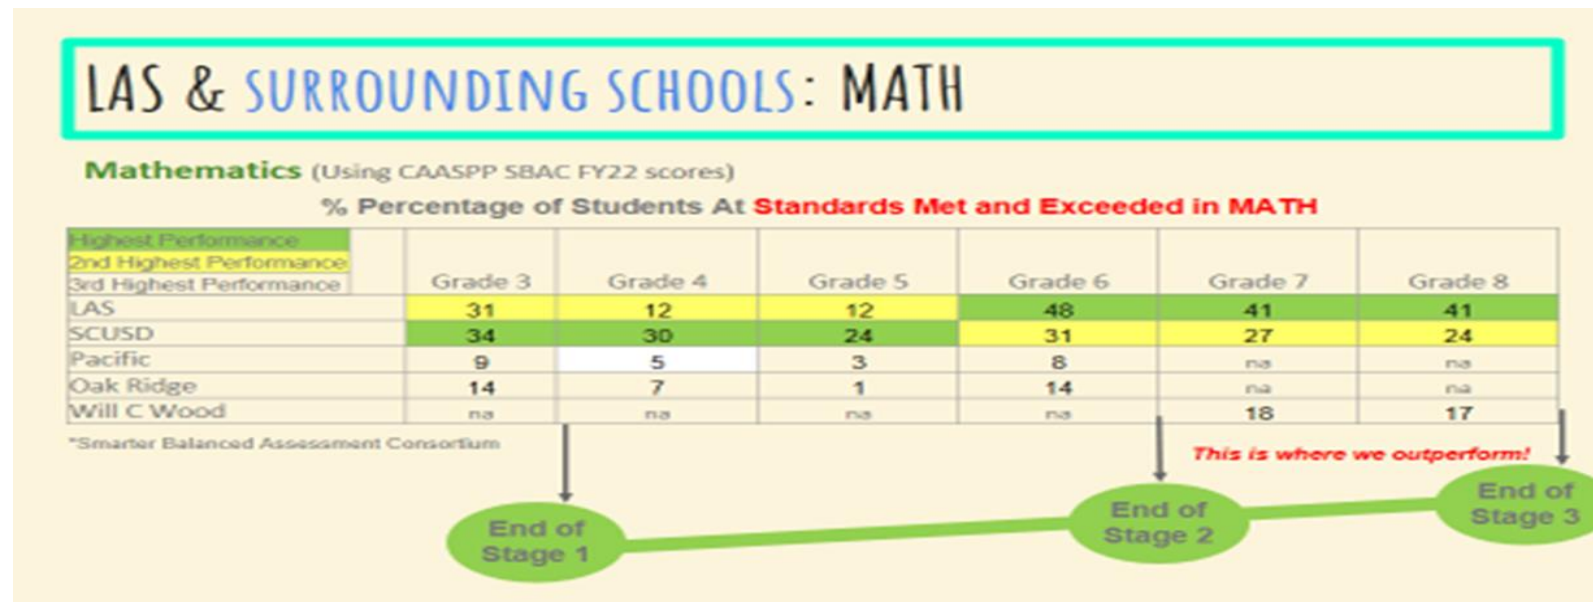 LAS & SURROUNDING SCHOOLS: MATH
Mathematics (Using CAASPP SBAC FY22 scores)
% Percentage of Students At Standards Met and Exceeded in MATH
Highest Performance
2nd Highest Performance
3rd Highest Performance Grade 3 Grade 4 Grade 5 Grade 6 Grade 7 Grade 8
LAS 31 12 12 48 41 41
SCUSD 34 30 24 31 27 24
Pacific 9 5 3 8 na na
Oak Ridge 14 7 1 14 na na
Will C Wood na na na na 18 17
*Smarter Balanced Assessment Consortium
This is where we outperform!
End of
Stage 1
End of
Stage 2
End of
Stage 3